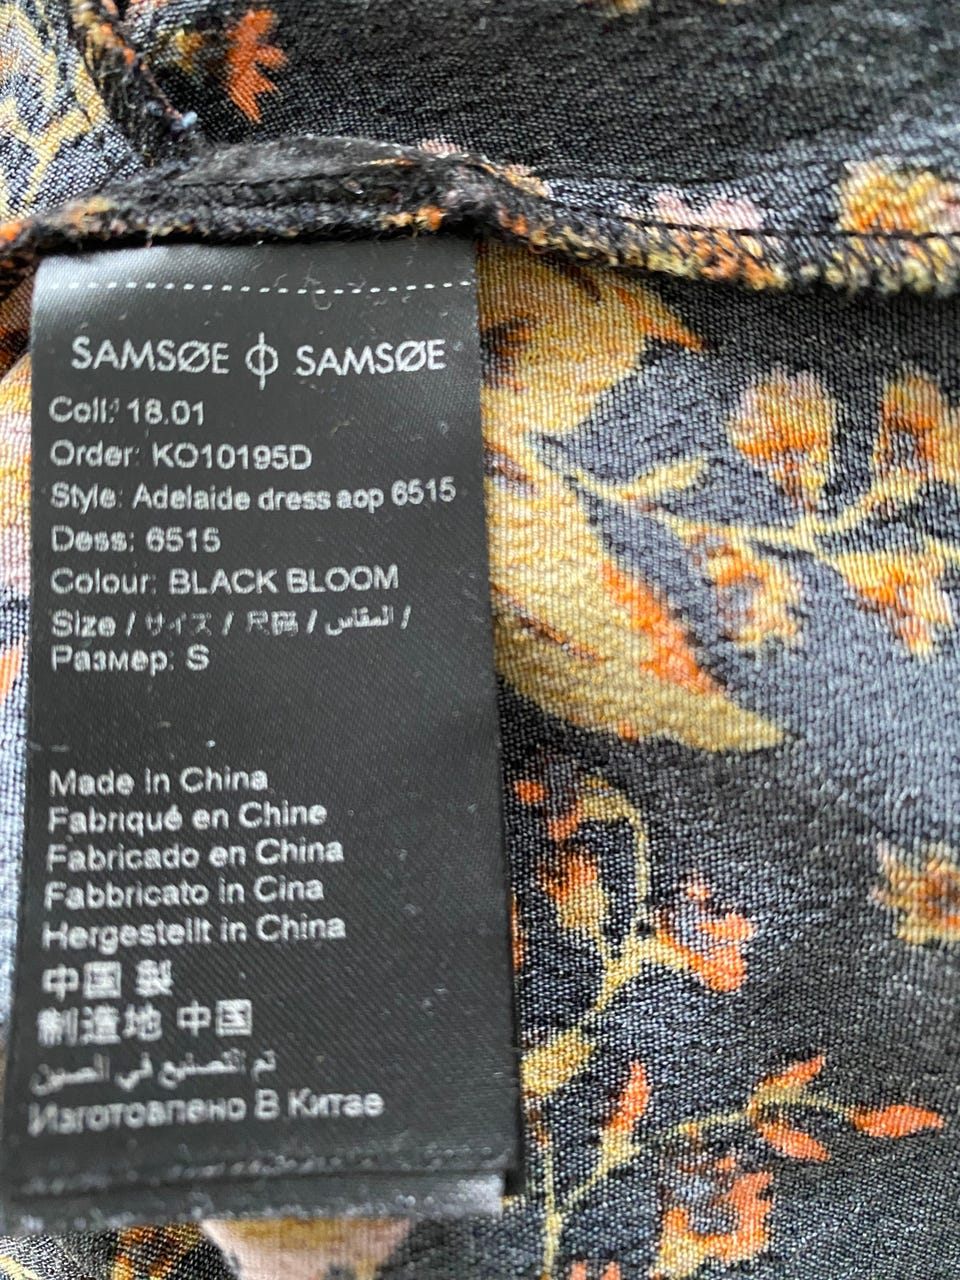 SAMSØE ɸ SAMSØE
Coll: 18.01
Order: KO10195D
Style: Adelaide dress aop 6515
Dess: 6515
Colour: BLACK BLOOM
Size / サイズ / 尺碼 / المقاس /
Размер: S
Made in China
Fabriqué en Chine
Fabricado en China
Fabbricato in Cina
Hergestellt in China
中国 製
制造地 中国
تم التصنيع في الصين
Изготовлено В Китае